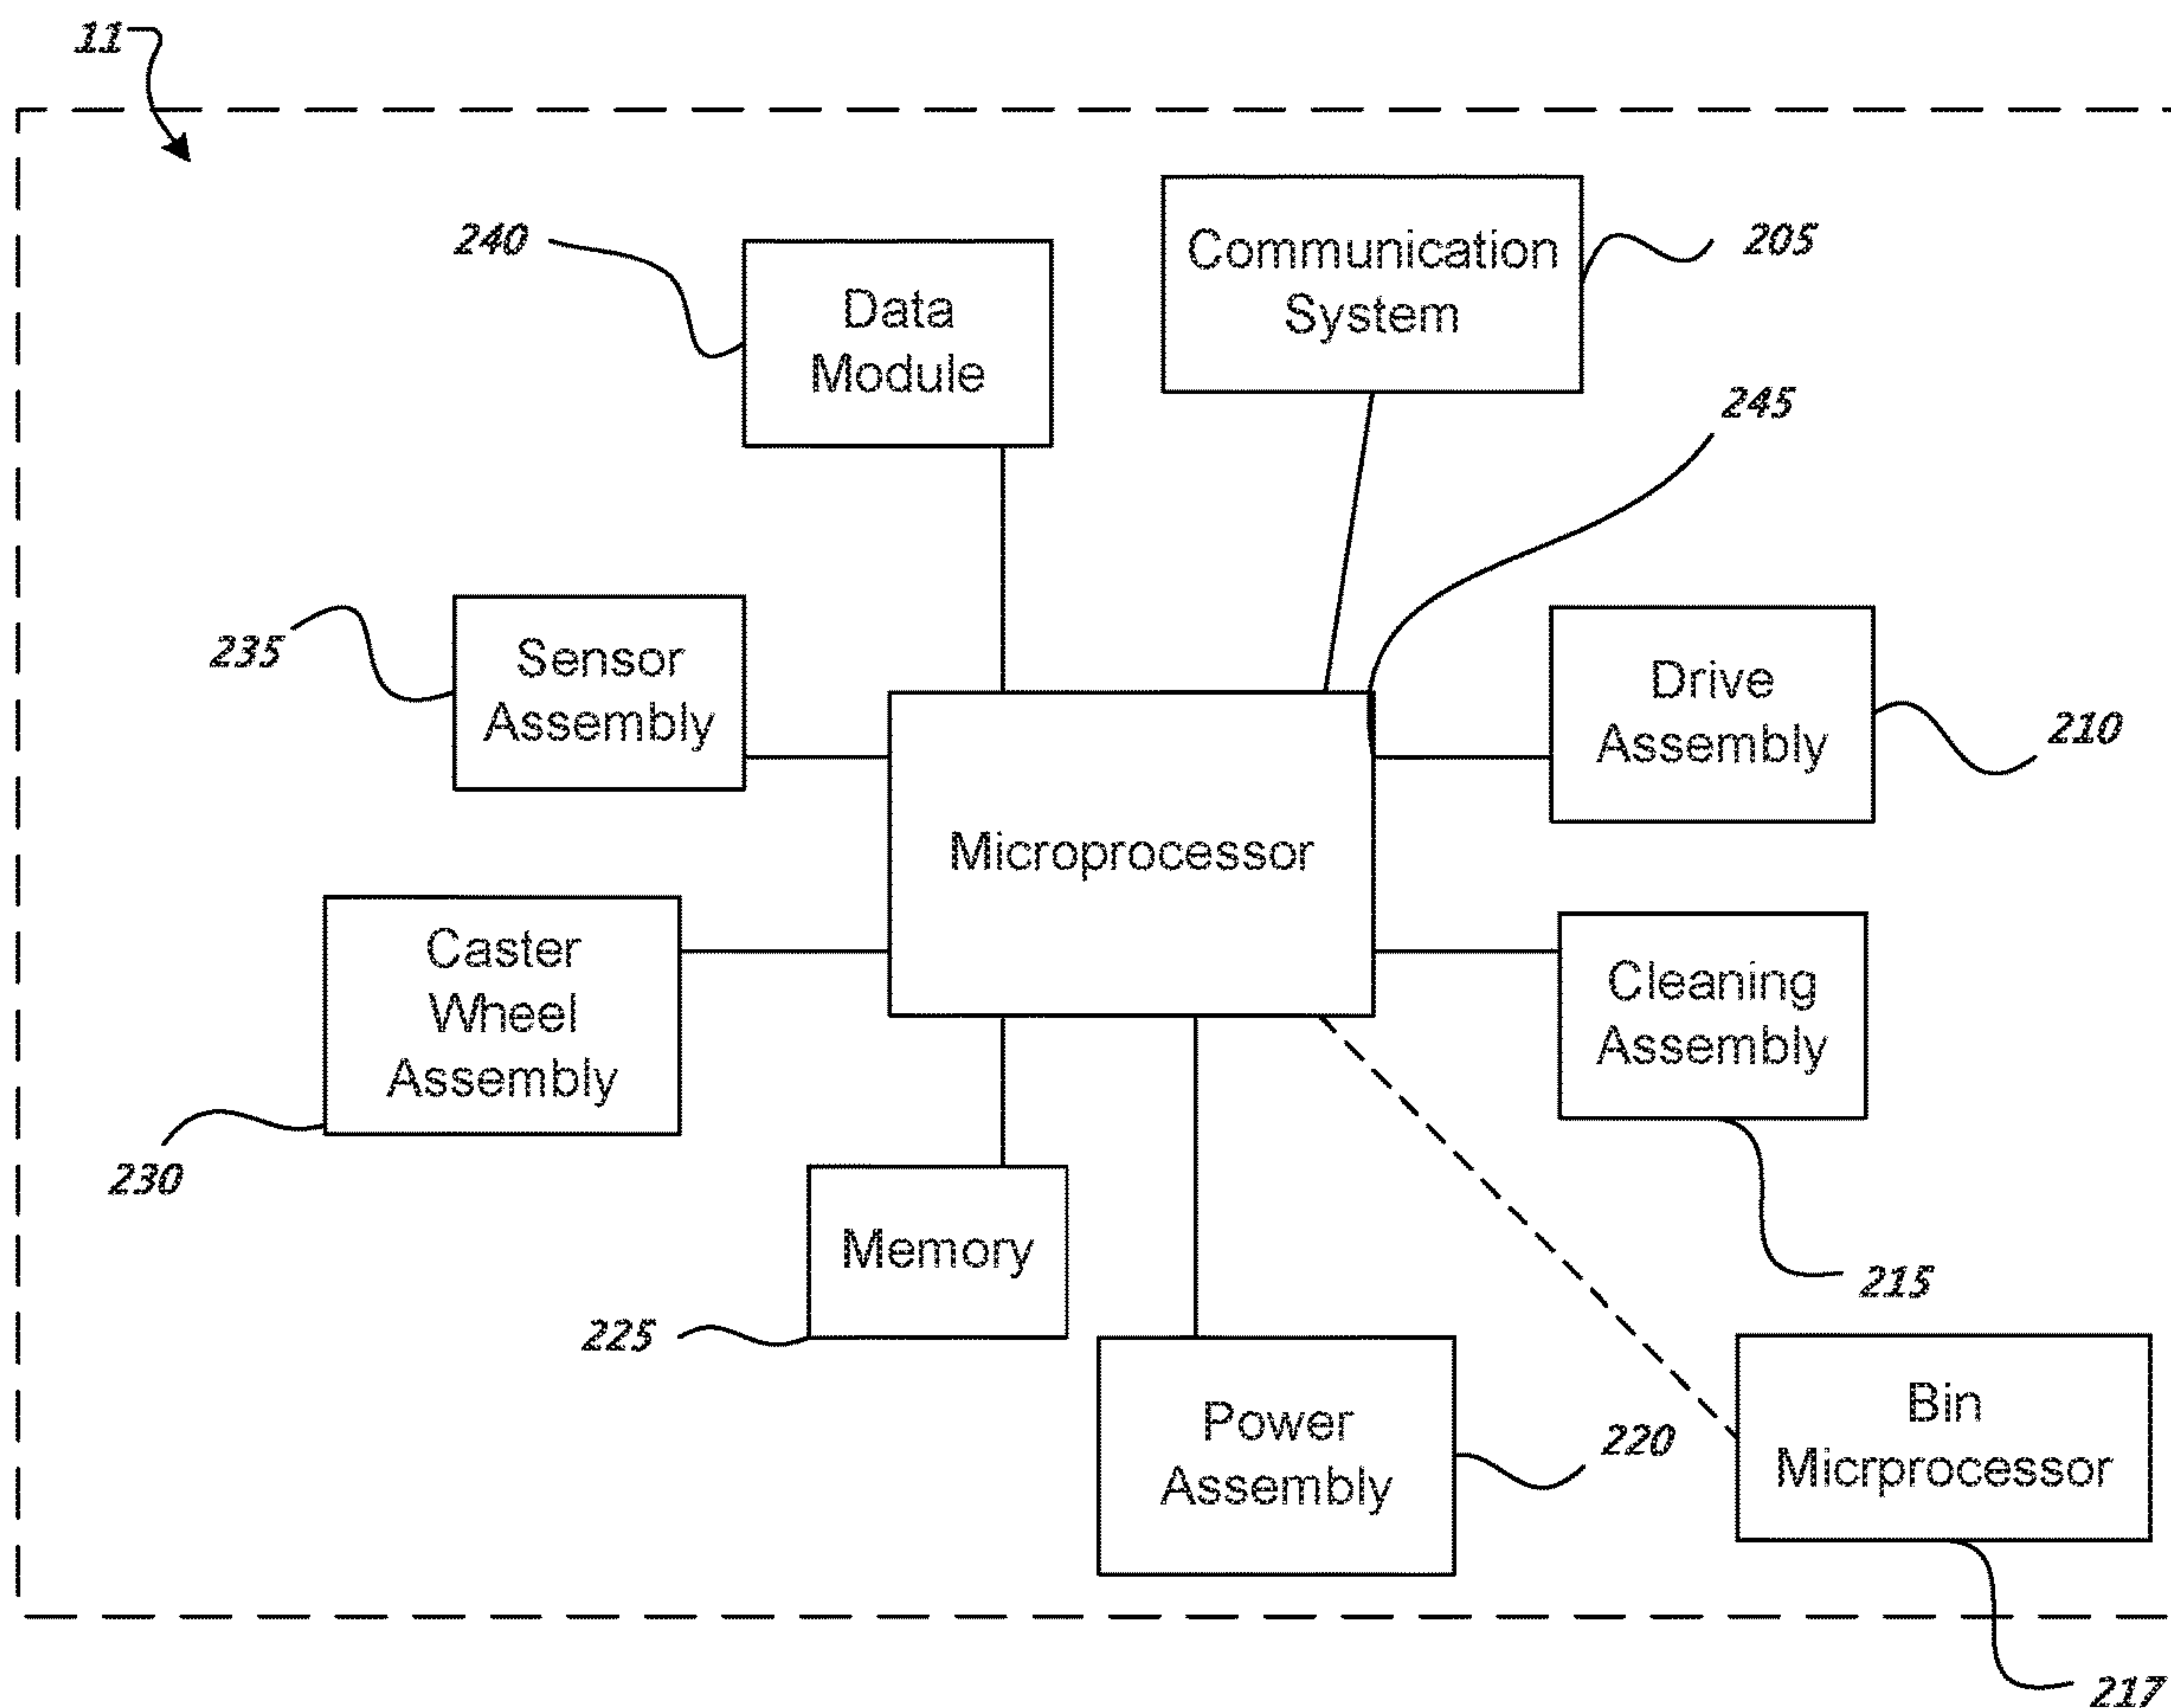 11
240
Data
Module
Communication
System
205
245
235
Sensor
Assembly
Drive
Assembly
210
Microprocessor
Caster
Wheel
Assembly
230
Cleaning
Assembly
215
Memory
225
Power
Assembly
220
Bin
Micrprocessor
217